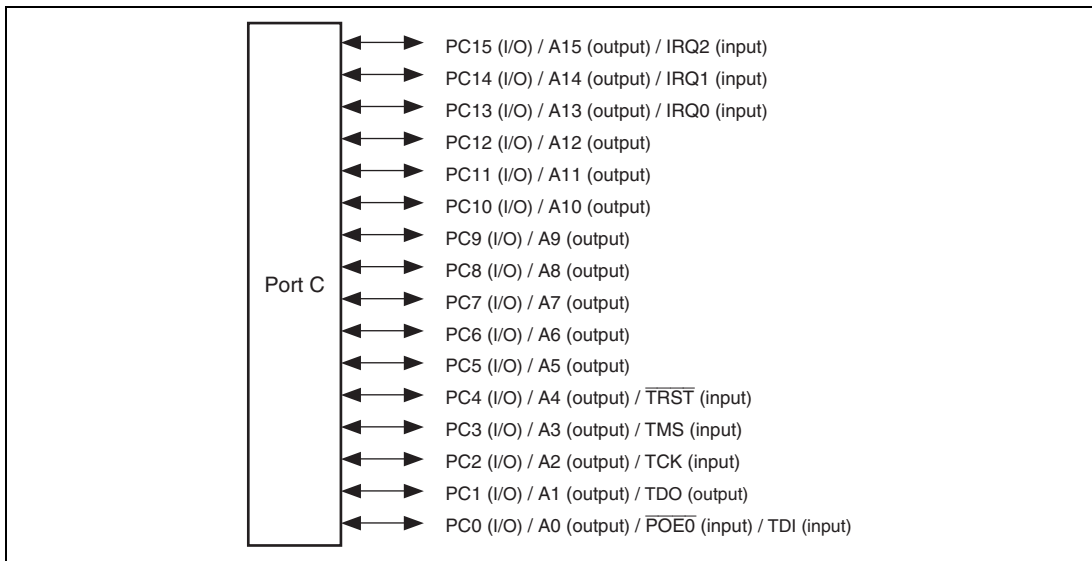 PC15 (I/O) / A15 (output) / IRQ2 (input)
PC14 (I/O) / A14 (output) / IRQ1 (input)
PC13 (I/O) / A13 (output) / IRQ0 (input)
PC12 (I/O) / A12 (output)
PC11 (I/O) / A11 (output)
PC10 (I/O) / A10 (output)
PC9 (I/O) / A9 (output)
PC8 (I/O) / A8 (output)
Port C
PC7 (I/O) / A7 (output)
PC6 (I/O) / A6 (output)
PC5 (I/O) / A5 (output)
PC4 (I/O) / A4 (output) / T̅R̅S̅T̅ (input)
PC3 (I/O) / A3 (output) / TMS (input)
PC2 (I/O) / A2 (output) / TCK (input)
PC1 (I/O) / A1 (output) / TDO (output)
PC0 (I/O) / A0 (output) / P̅O̅E̅0̅ (input) / TDI (input)